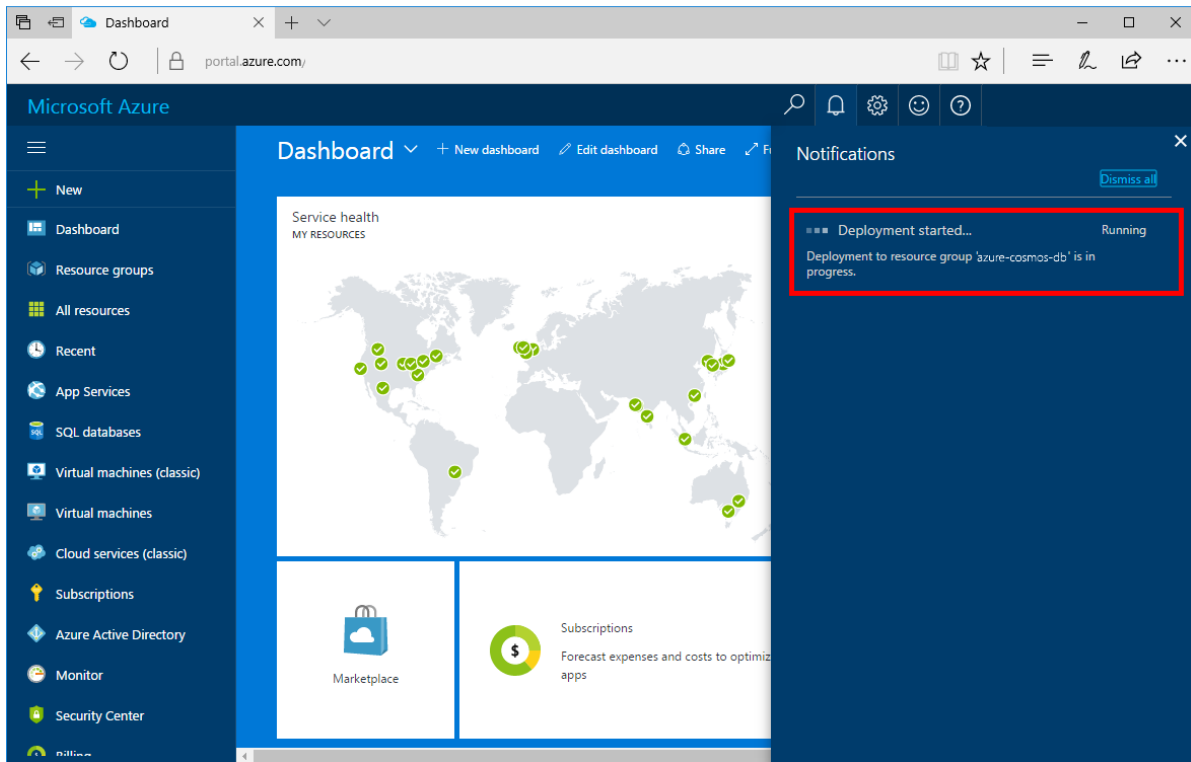 Dashboard
portal.azure.com/
Microsoft Azure
New
Dashboard
Resource groups
All resources
Recent
App Services
SQL databases
Virtual machines (classic)
Virtual machines
Cloud services (classic)
Subscriptions
Azure Active Directory
Monitor
Security Center
Billing
Dashboard
New dashboard
Edit dashboard
Share
Service health
MY RESOURCES
Marketplace
$
Subscriptions
Forecast expenses and costs to
apps
Notifications
Dismiss all
Deployment started...
Running
Deployment to resource group 'azure-cosmos-db' is in
progress.